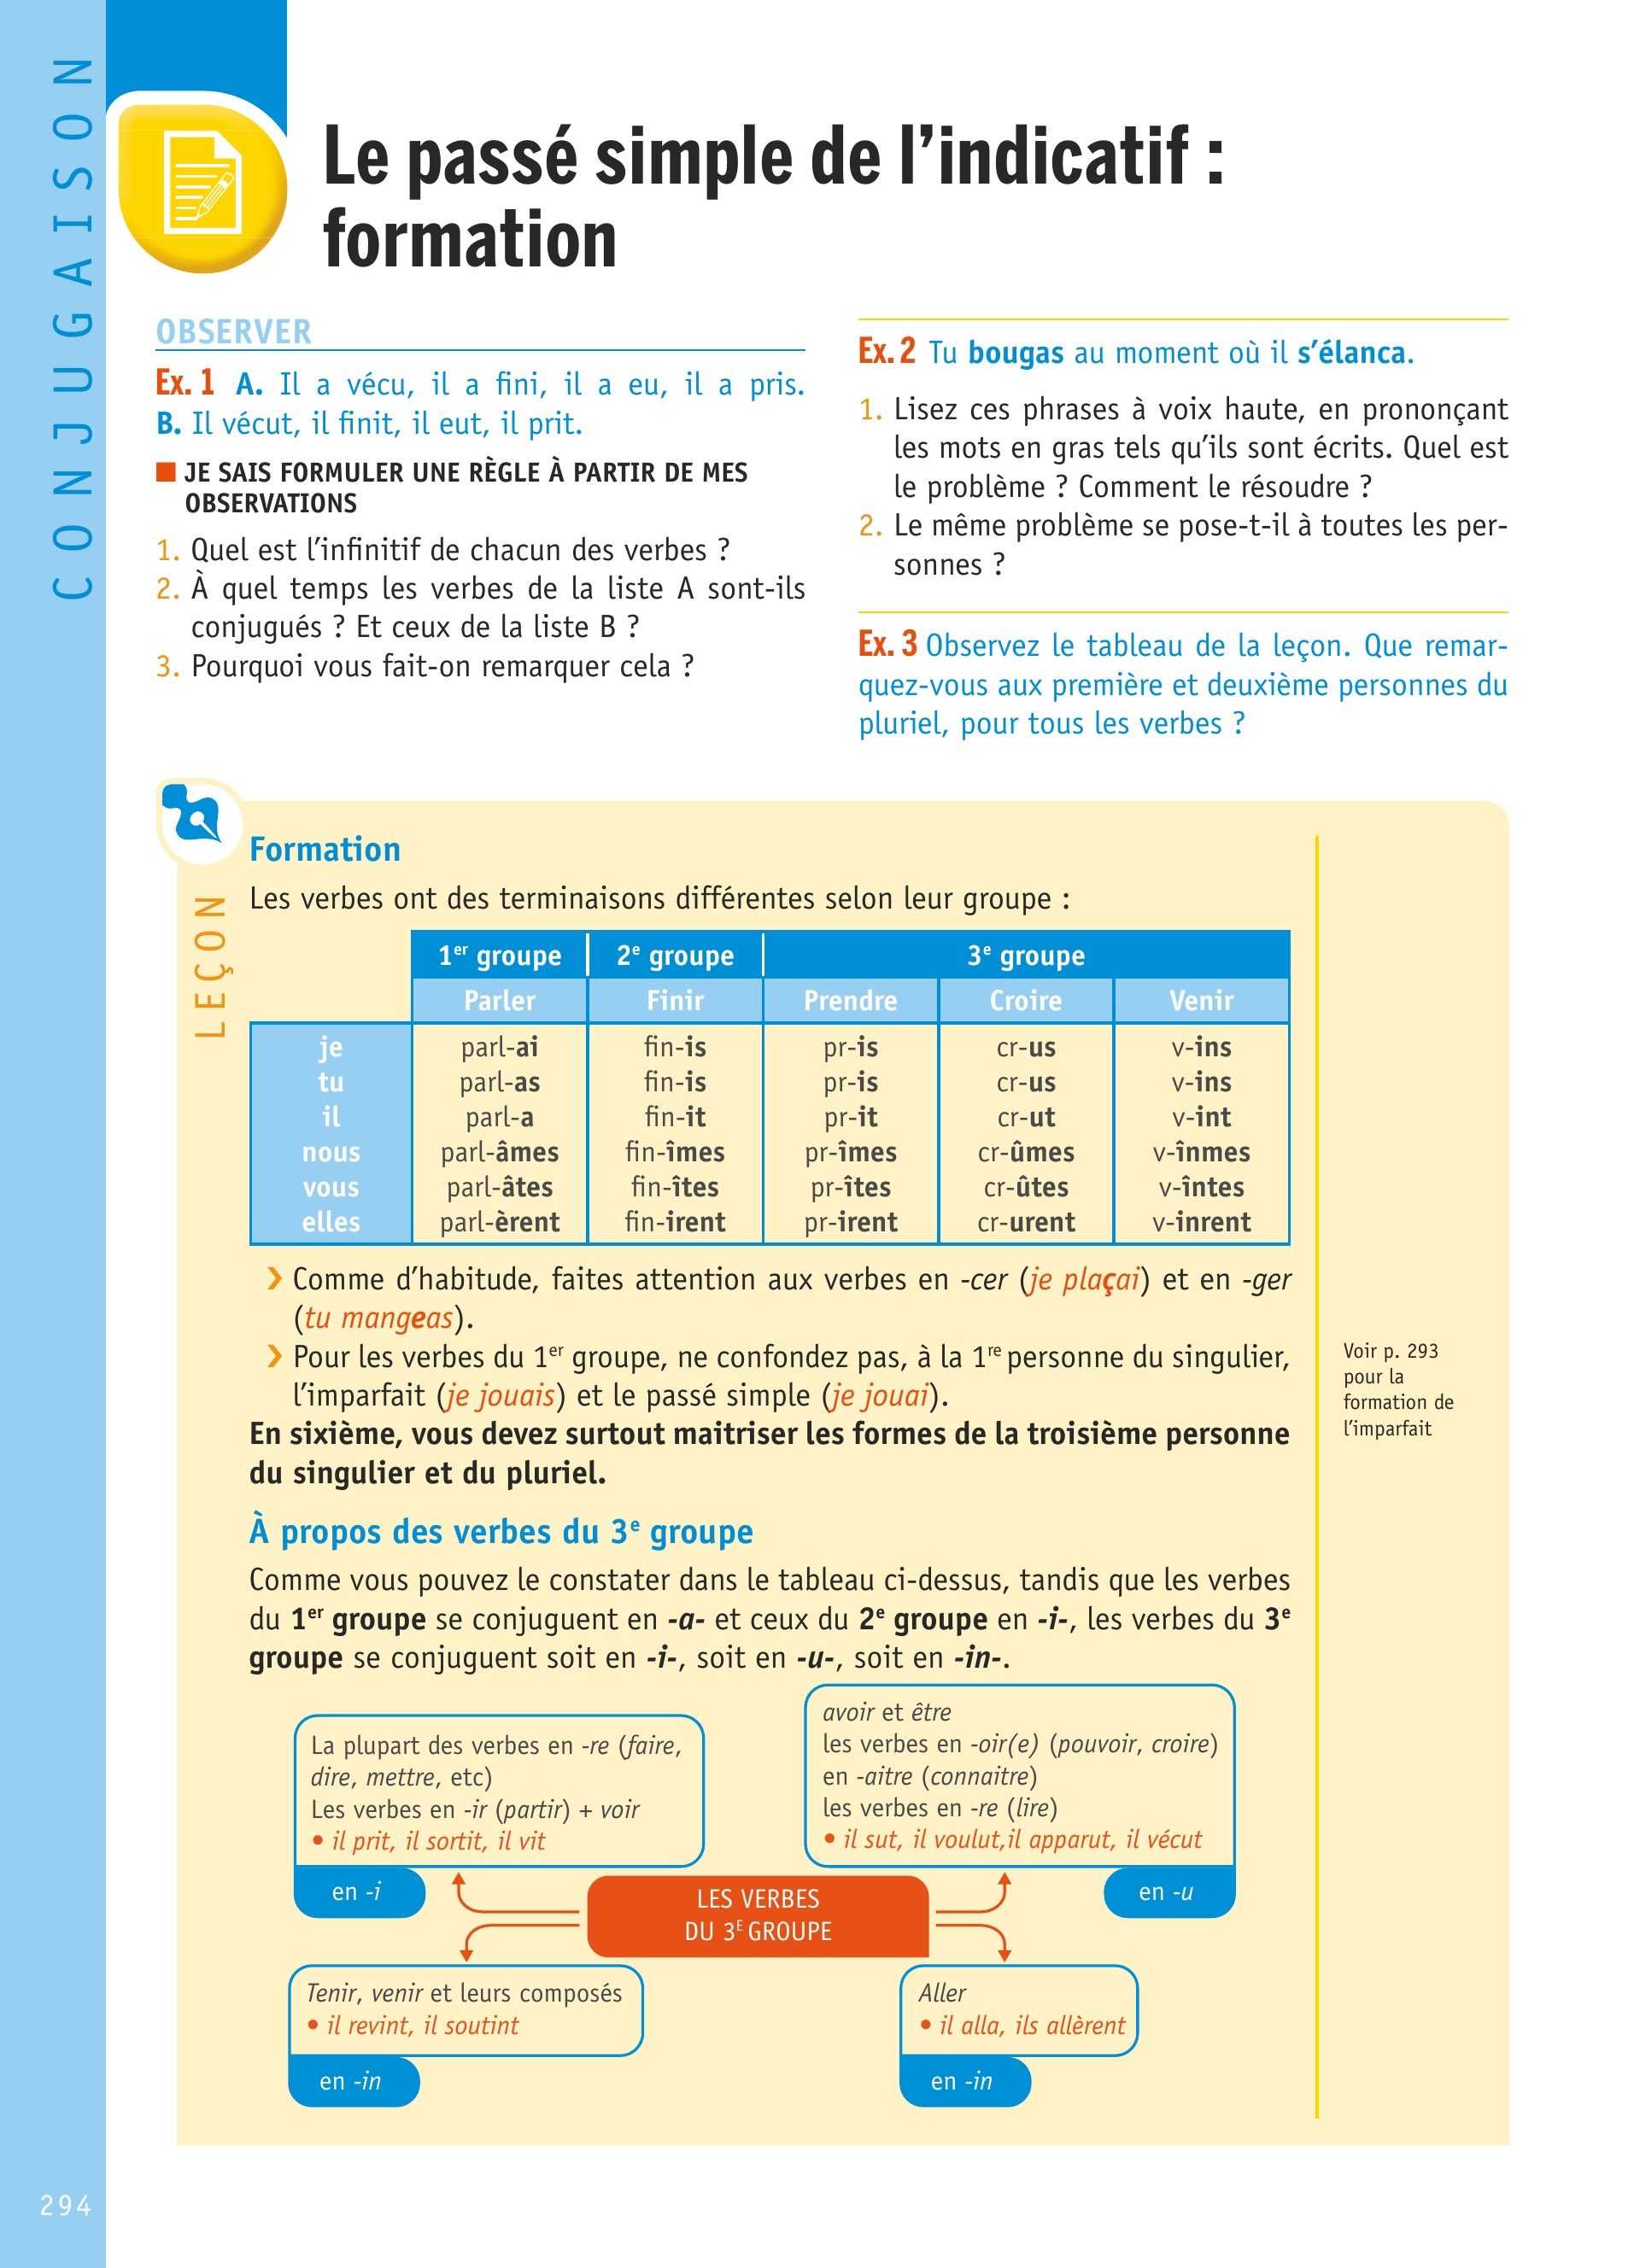 CONJUGAISON
Le passé simple de l’indicatif :
formation
OBSERVER
Ex. 1 A. Il a vécu, il a fini, il a eu, il a pris.
B. Il vécut, il finit, il eut, il prit.
JE SAIS FORMULER UNE RÈGLE À PARTIR DE MES
OBSERVATIONS
1. Quel est l’infinitif de chacun des verbes ?
2. À quel temps les verbes de la liste A sont-ils
conjugués ? Et ceux de la liste B ?
3. Pourquoi vous fait-on remarquer cela ?
Ex. 2 Tu bougas au moment où il s’élanca.
1. Lisez ces phrases à voix haute, en prononçant
les mots en gras tels qu’ils sont écrits. Quel est
le problème ? Comment le résoudre ?
2. Le même problème se pose-t-il à toutes les per-
sonnes ?
Ex. 3 Observez le tableau de la leçon. Que remar-
quez-vous aux première et deuxième personnes du
pluriel, pour tous les verbes ?
LEÇON
Formation
Les verbes ont des terminaisons différentes selon leur groupe :
1er groupe 2e groupe 3e groupe
Parler Finir Prendre Croire Venir
je parl-ai fin-is pr-is cr-us v-ins
tu parl-as fin-is pr-is cr-us v-ins
il parl-a fin-it pr-it cr-ut v-int
nous parl-âmes fin-îmes pr-îmes cr-ûmes v-înmes
vous parl-âtes fin-îtes pr-îtes cr-ûtes v-întes
elles parl-èrent fin-irent pr-irent cr-urent v-inrent
› Comme d’habitude, faites attention aux verbes en -cer (je plaçai) et en -ger
(tu mangeas).
› Pour les verbes du 1er groupe, ne confondez pas, à la 1re personne du singulier,
l’imparfait (je jouais) et le passé simple (je jouai).
En sixième, vous devez surtout maitriser les formes de la troisième personne
du singulier et du pluriel.
Voir p. 293
pour la
formation de
l’imparfait
À propos des verbes du 3e groupe
Comme vous pouvez le constater dans le tableau ci-dessus, tandis que les verbes
du 1er groupe se conjuguent en -a- et ceux du 2e groupe en -i-, les verbes du 3e
groupe se conjuguent soit en -i-, soit en -u-, soit en -in-.
La plupart des verbes en -re (faire,
dire, mettre, etc)
Les verbes en -ir (partir) + voir
• il prit, il sortit, il vit
en -i
avoir et être
les verbes en -oir(e) (pouvoir, croire)
en -aitre (connaitre)
les verbes en -re (lire)
• il sut, il voulut,il apparut, il vécut
en -u
LES VERBES
DU 3E GROUPE
Tenir, venir et leurs composés
• il revint, il soutint
en -in
Aller
• il alla, ils allèrent
en -in
294